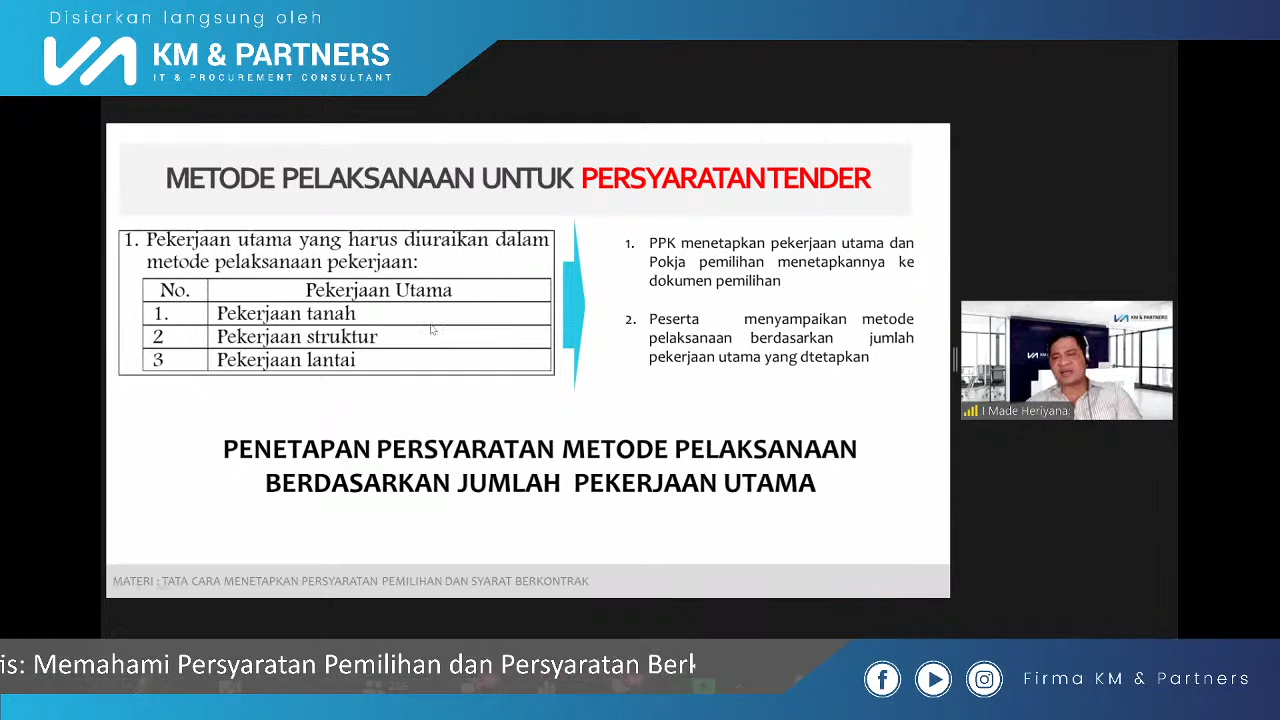 Disiarkan langsung oleh
KM & PARTNERS
IT & PROCUREMENT CONSULTANT
METODE PELAKSANAAN UNTUK PERSYARATAN TENDER
1. Pekerjaan utama yang harus diuraikan dalam
metode pelaksanaan pekerjaan:
No. Pekerjaan Utama
1. Pekerjaan tanah
2 Pekerjaan struktur
3 Pekerjaan lantai
1. PPK menetapkan pekerjaan utama dan
Pokja pemilihan menetapkannya ke
dokumen pemilihan
2. Peserta menyampaikan metode
pelaksanaan berdasarkan jumlah
pekerjaan utama yang dtetapkan
KM & PARTNERS
I Made Heriyana:
PENETAPAN PERSYARATAN METODE PELAKSANAAN
BERDASARKAN JUMLAH PEKERJAAN UTAMA
MATERI : TATA CARA MENETAPKAN PERSYARATAN PEMILIHAN DAN SYARAT BERKONTRAK
is: Memahami Persyaratan Pemilihan dan Persyaratan Berk
Firma KM & Partners